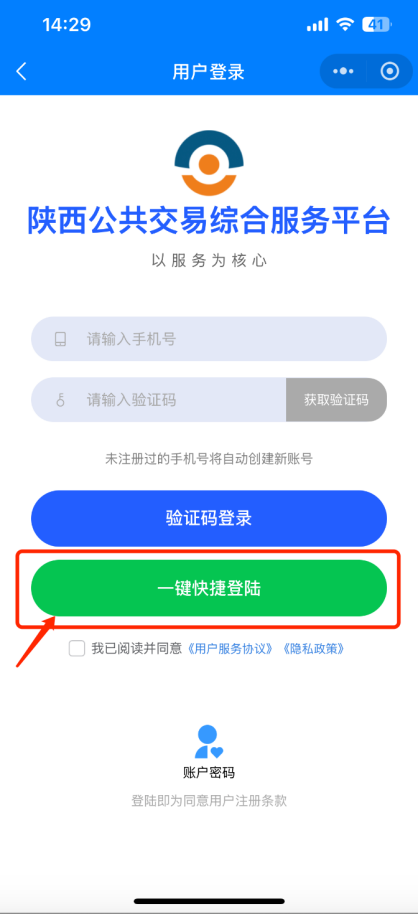 14:29
41
用户登录
陕西公共交易综合服务平台
以服务为核心
请输入手机号
请输入验证码
获取验证码
未注册过的手机号将自动创建新账号
验证码登录
一键快捷登陆
我已阅读并同意《用户服务协议》《隐私政策》
账户密码
登陆即为同意用户注册条款